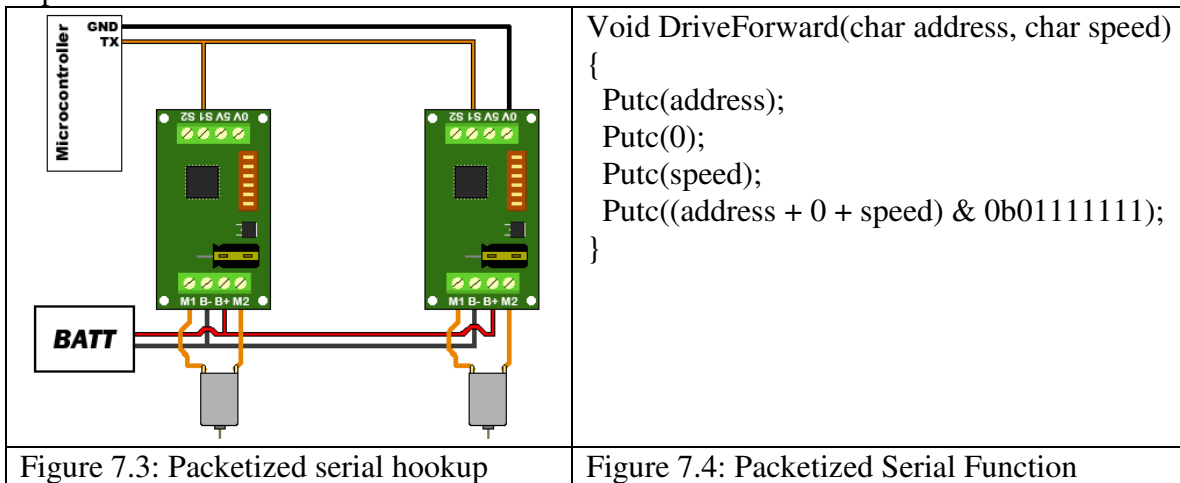 GND
TX
Microcontroller
S2 S1 5V 0V
S2 S1 5V 0V
M1 B- B+ M2
M1 B- B+ M2
BATT
Void DriveForward(char address, char speed)
{
Putc(address);
Putc(0);
Putc(speed);
Putc((address + 0 + speed) & 0b01111111);
}
Figure 7.3: Packetized serial hookup
Figure 7.4: Packetized Serial Function